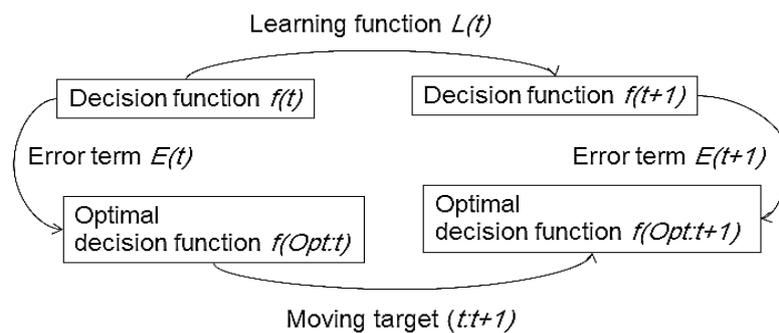 Learning function L(t)
Decision function f(t)
Decision function f(t+1)
Error term E(t)
Error term E(t+1)
Optimal
decision function f(Opt:t)
Optimal
decision function f(Opt:t+1)
Moving target (t:t+1)